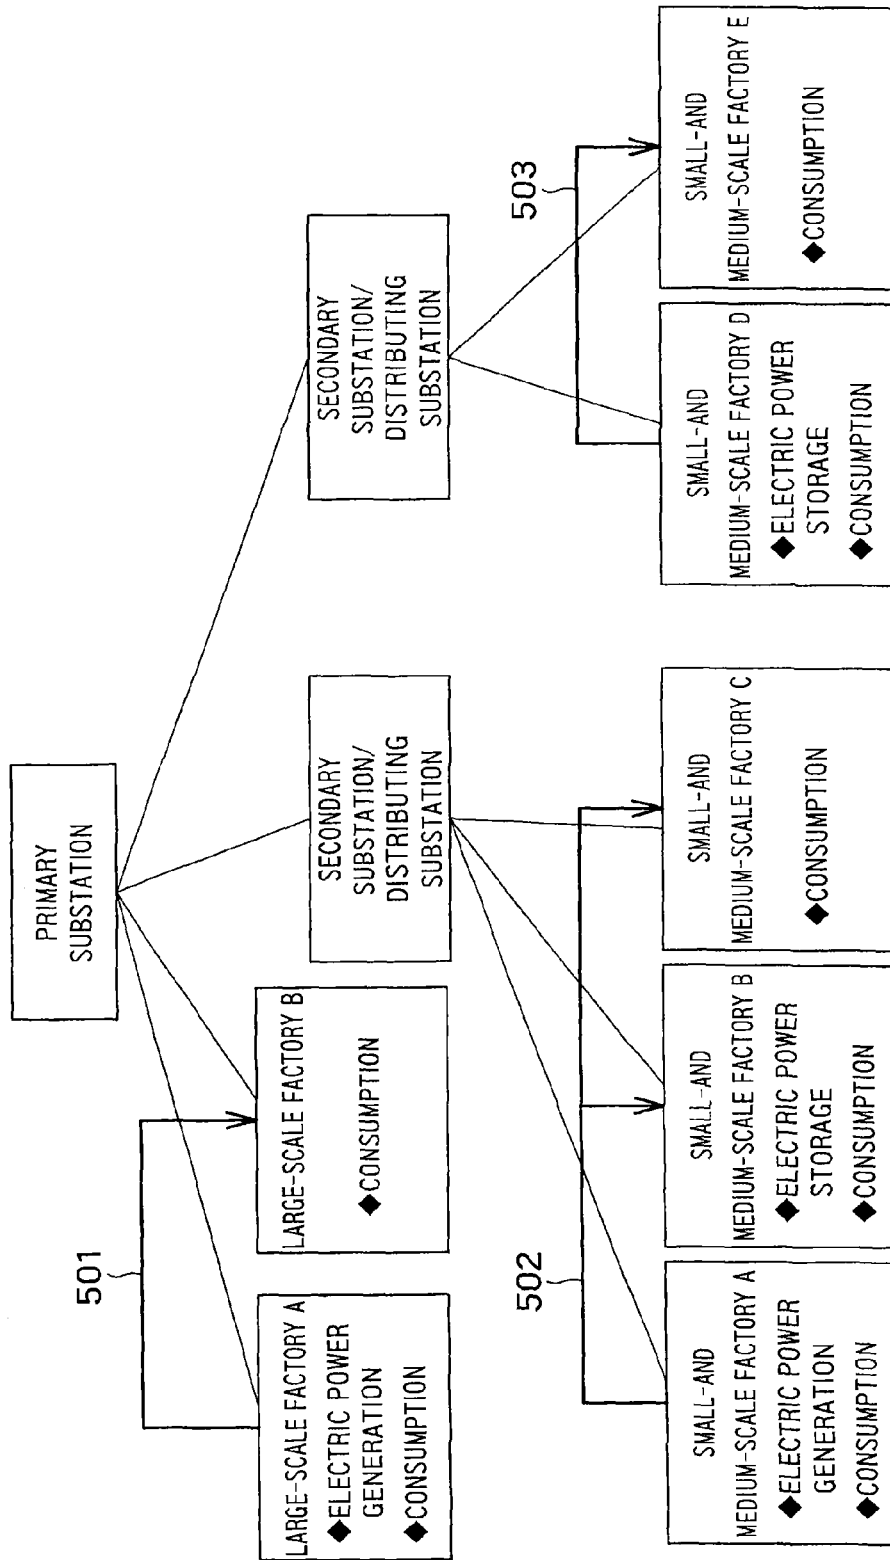 PRIMARY
SUBSTATION
501
LARGE-SCALE FACTORY A
◆ELECTRIC POWER
GENERATION
◆CONSUMPTION
LARGE-SCALE FACTORY B
◆CONSUMPTION
SECONDARY
SUBSTATION/
DISTRIBUTING
SUBSTATION
SECONDARY
SUBSTATION/
DISTRIBUTING
SUBSTATION
502
503
SMALL-AND
MEDIUM-SCALE FACTORY A
◆ELECTRIC POWER
GENERATION
◆CONSUMPTION
SMALL-AND
MEDIUM-SCALE FACTORY B
◆ELECTRIC POWER
STORAGE
◆CONSUMPTION
SMALL-AND
MEDIUM-SCALE FACTORY C
◆CONSUMPTION
SMALL-AND
MEDIUM-SCALE FACTORY D
◆ELECTRIC POWER
STORAGE
◆CONSUMPTION
SMALL-AND
MEDIUM-SCALE FACTORY E
◆CONSUMPTION